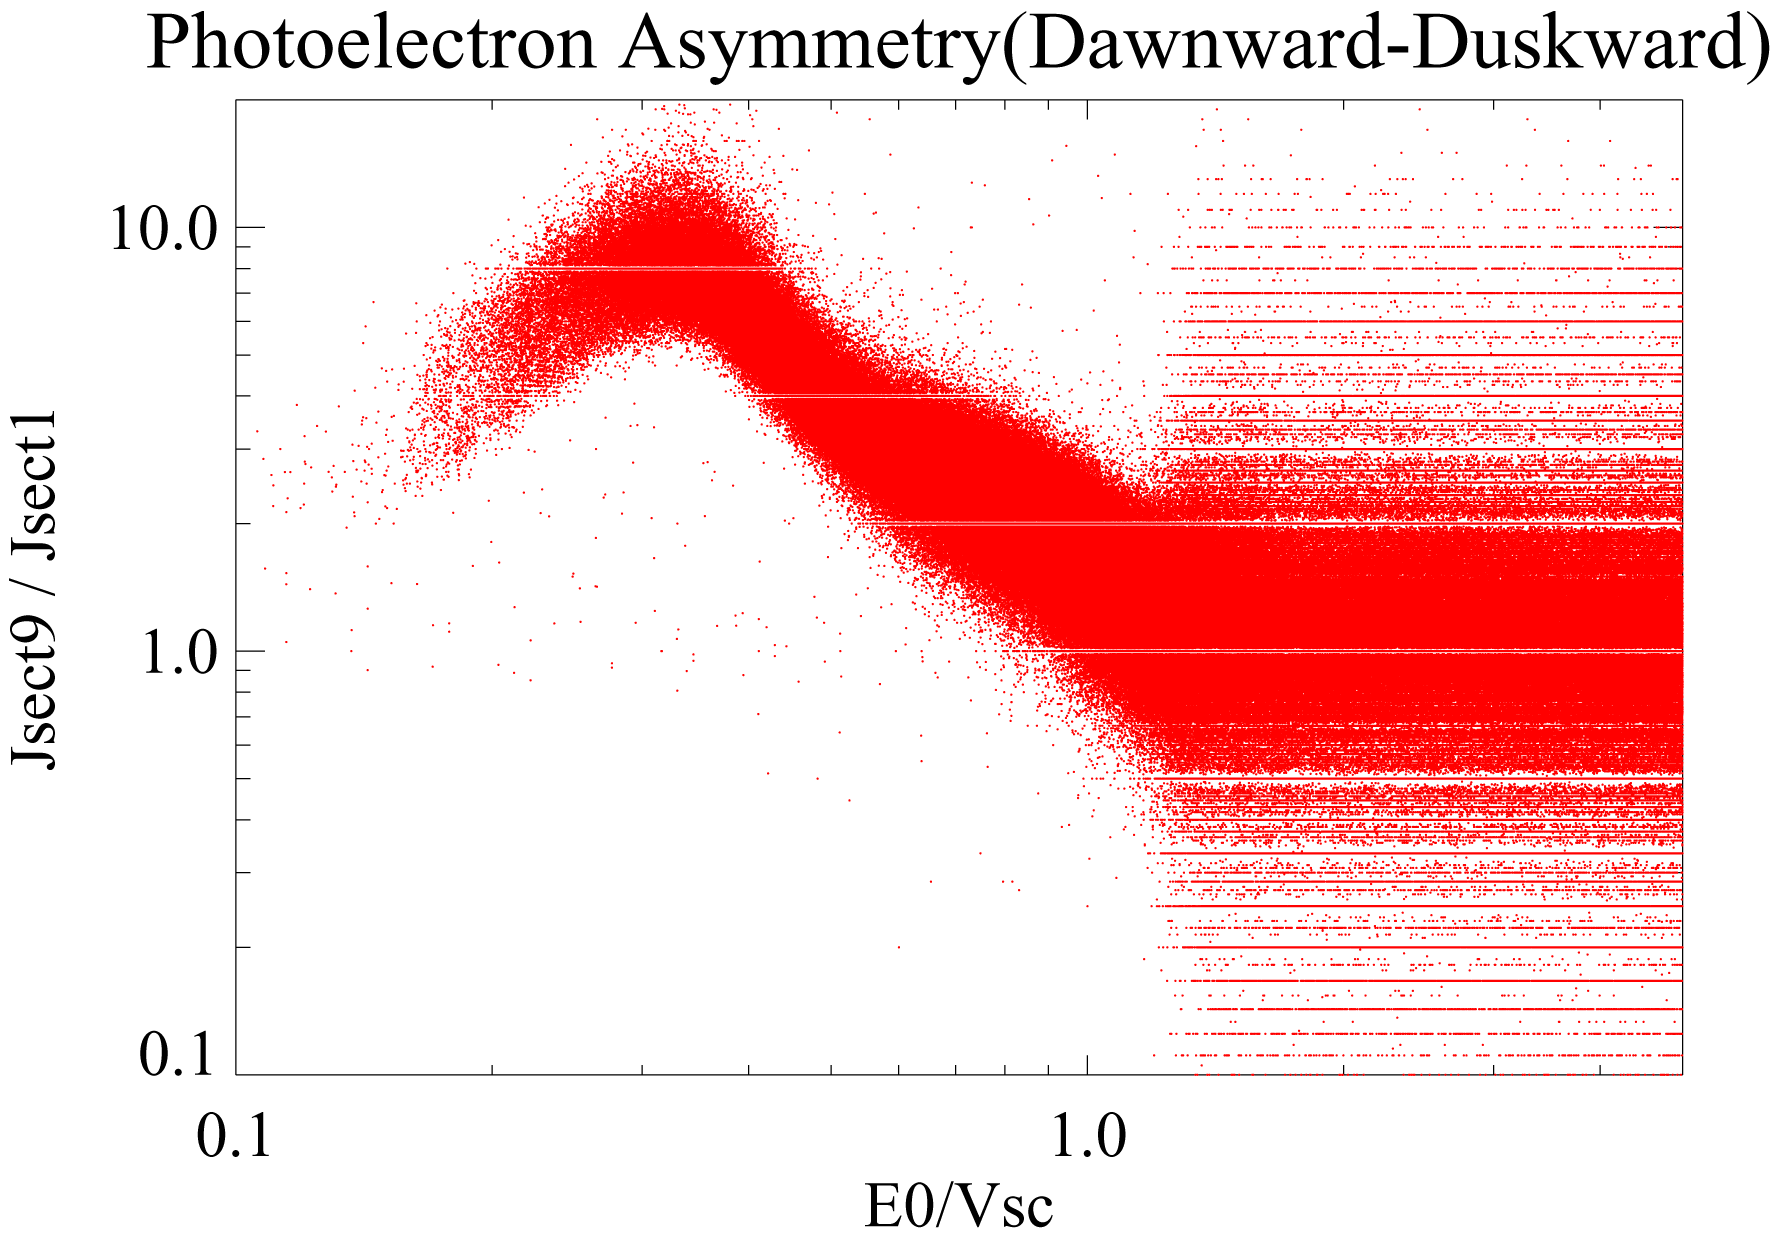 Photoelectron Asymmetry(Dawnward-Duskward)
Jsect9 / Jsect1
10.0
1.0
0.1
0.1
1.0
E0/Vsc